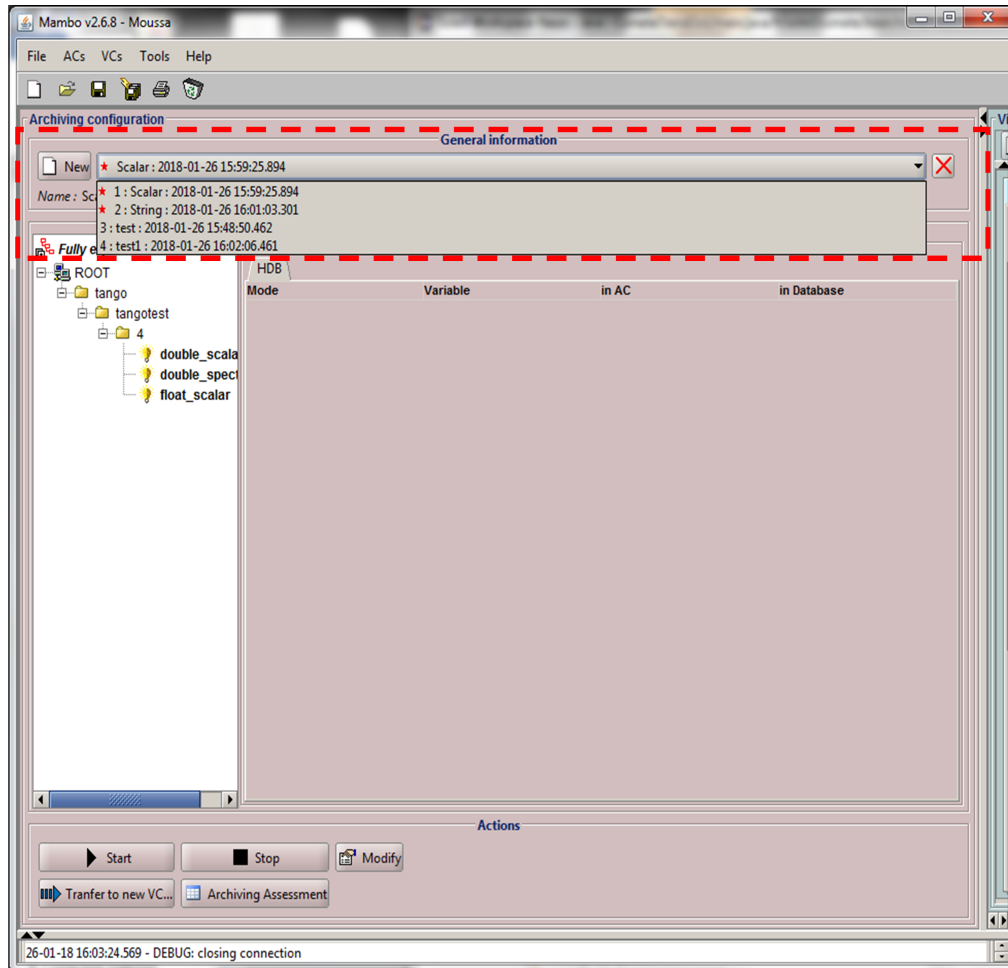 Mambo v2.6.8 - Moussa
File ACs VCs Tools Help
Archiving configuration
General information
New
★ Scalar : 2018-01-26 15:59:25.894
Name : Sca
★ 1 : Scalar : 2018-01-26 15:59:25.894
★ 2 : String : 2018-01-26 16:01:03.301
3 : test : 2018-01-26 15:48:50.462
4 : test1 : 2018-01-26 16:02:06.461
Vi
Fully e
ROOT
tango
tangotest
4
double_scala
double_spect
float_scalar
HDB
Mode Variable in AC in Database
Actions
Start Stop Modify
Tranfer to new VC... Archiving Assessment
26-01-18 16:03:24.569 - DEBUG: closing connection